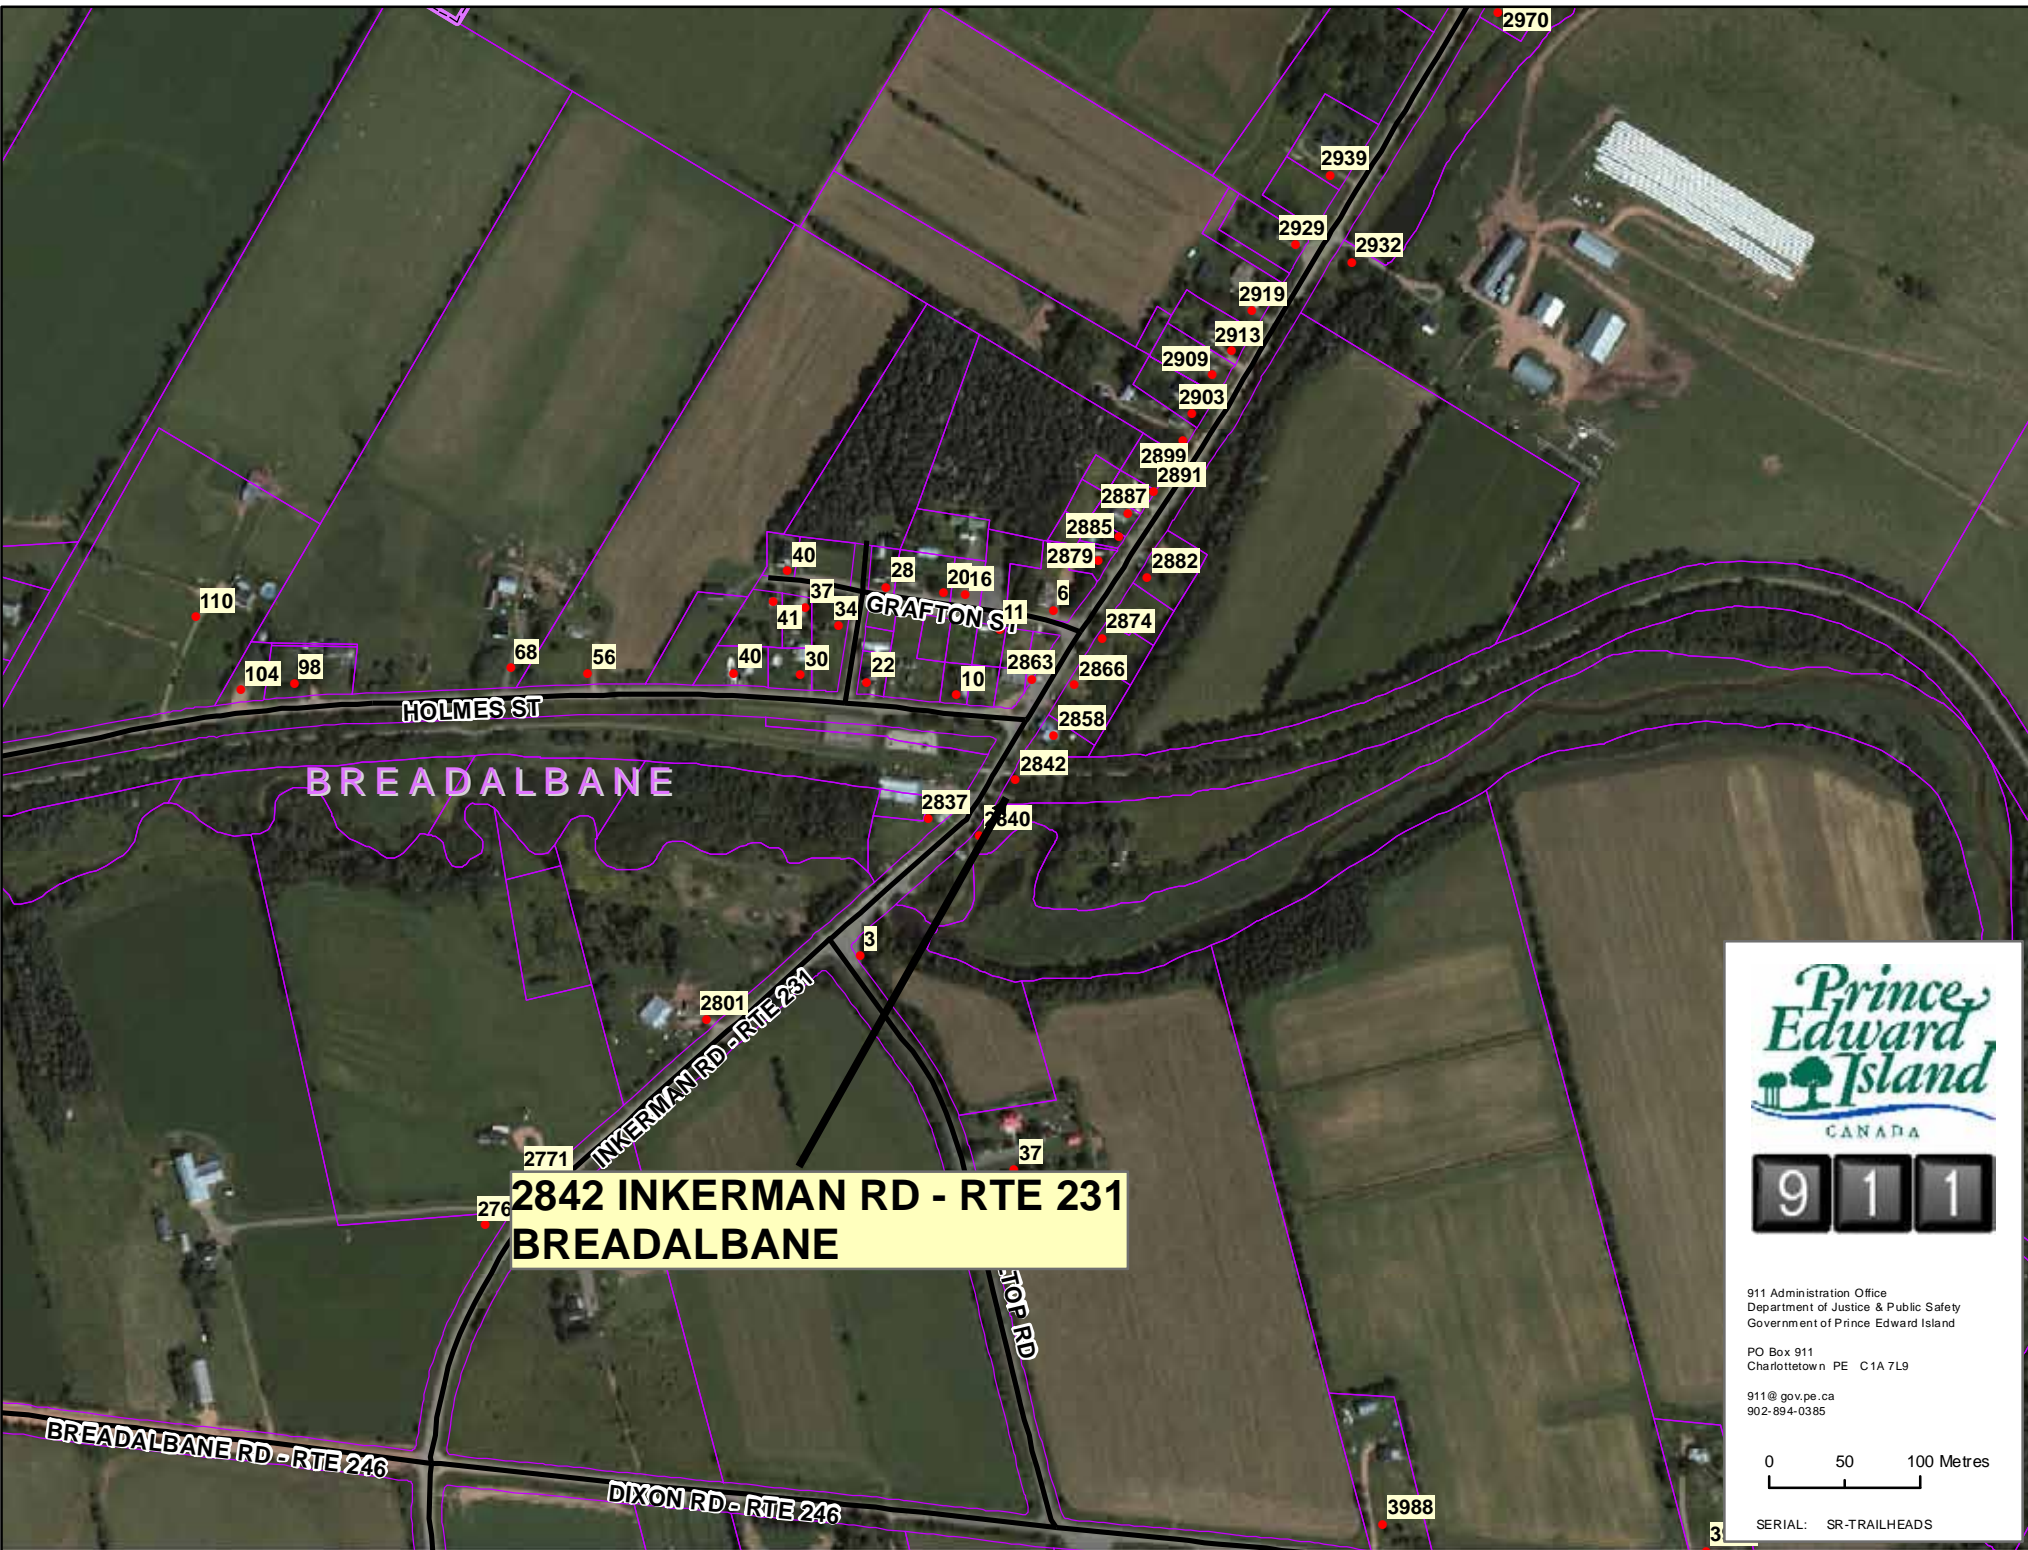 2970
2939
2929
2932
2919
2913
2909
2903
2899
2891
2887
2885
2879
2882
40
28
20
16
37
41
34
GRAFTON ST
11
6
2874
110
104
98
68
56
40
30
22
10
2863
2866
HOLMES ST
2858
BREADALBANE
2842
2837
2840
3
2801
INKERMAN RD - RTE 231
2771
37
2842 INKERMAN RD - RTE 231
BREADALBANE
BREADALBANE RD - RTE 246
DIXON RD - RTE 246
3988
Prince
Edward
Island
CANADA
9 1 1
911 Administration Office
Department of Justice & Public Safety
Government of Prince Edward Island
PO Box 911
Charlottetown PE C1A 7L9
911@gov.pe.ca
902-894-0385
0 50 100 Metres
SERIAL: SR-TRAILHEADS